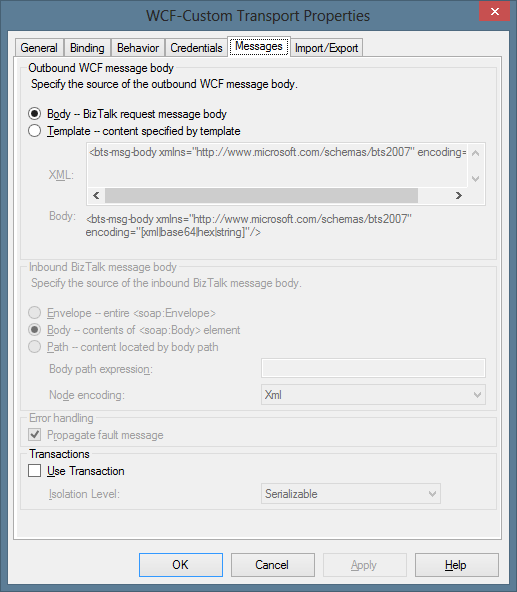 WCF-Custom Transport Properties
General Binding Behavior Credentials Messages Import/Export
Outbound WCF message body
Specify the source of the outbound WCF message body.
Body -- BizTalk request message body
Template -- content specified by template
XML:
<bts-msg-body xmlns="http://www.microsoft.com/schemas/bts2007" encoding=
Body:
<bts-msg-body xmlns="http://www.microsoft.com/schemas/bts2007"
encoding="[xml|base64|hex|string]"/>
Inbound BizTalk message body
Specify the source of the inbound BizTalk message body.
Envelope -- entire <soap:Envelope>
Body -- contents of <soap:Body> element
Path -- content located by body path
Body path expression:
Node encoding: Xml
Error handling
Propagate fault message
Transactions
Use Transaction
Isolation Level: Serializable
OK Cancel Apply Help